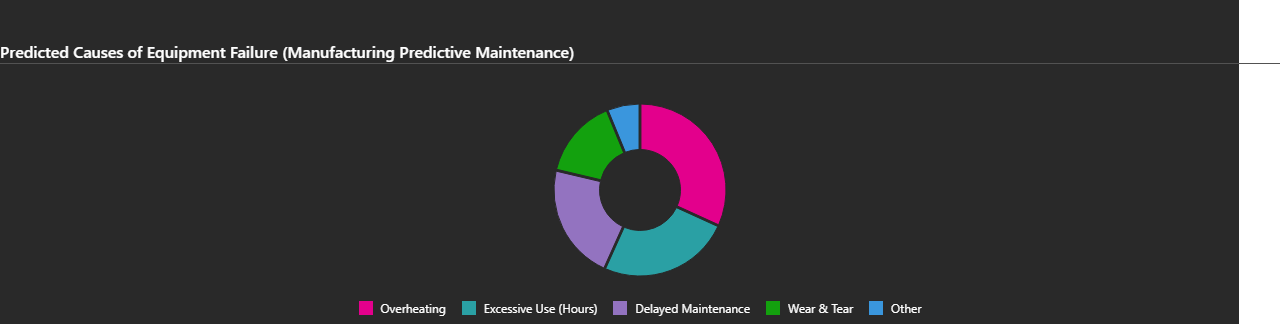 Predicted Causes of Equipment Failure (Manufacturing Predictive Maintenance)
Overheating Excessive Use (Hours) Delayed Maintenance Wear & Tear Other